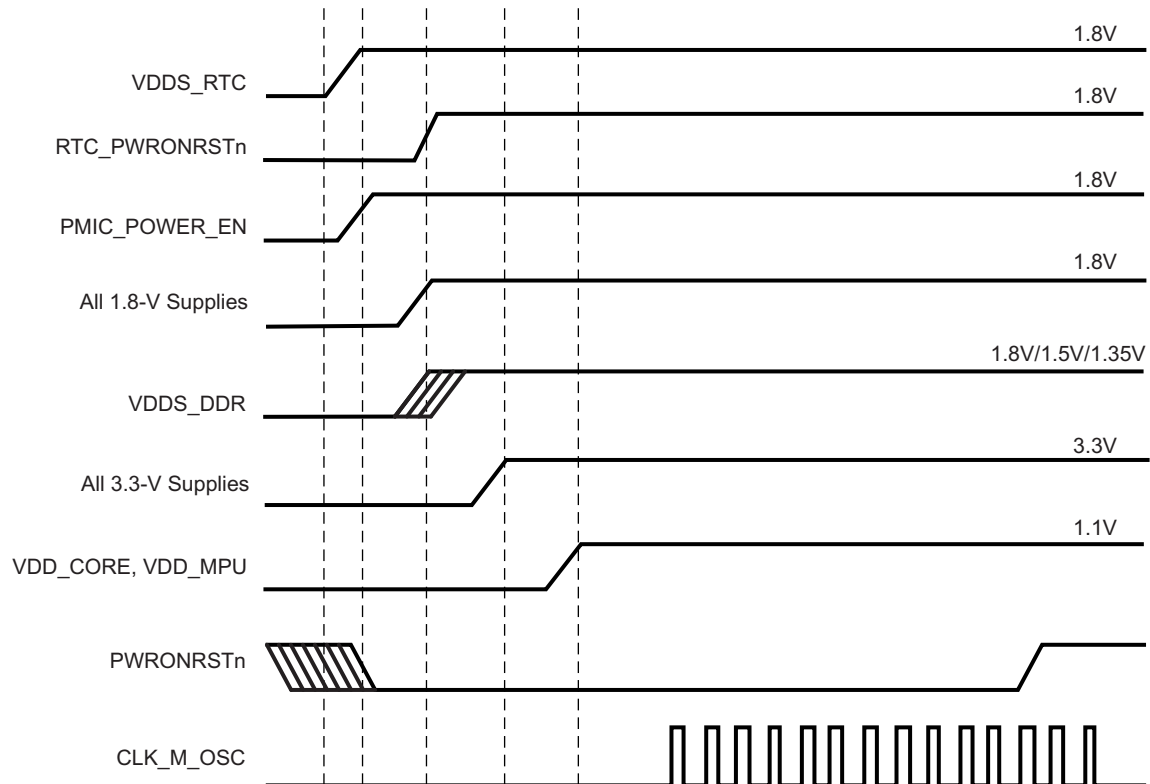 1.8V
VDDS_RTC
1.8V
RTC_PWRONRSTn
1.8V
PMIC_POWER_EN
1.8V
All 1.8-V Supplies
1.8V/1.5V/1.35V
VDDS_DDR
3.3V
All 3.3-V Supplies
1.1V
VDD_CORE, VDD_MPU
PWRONRSTn
CLK_M_OSC